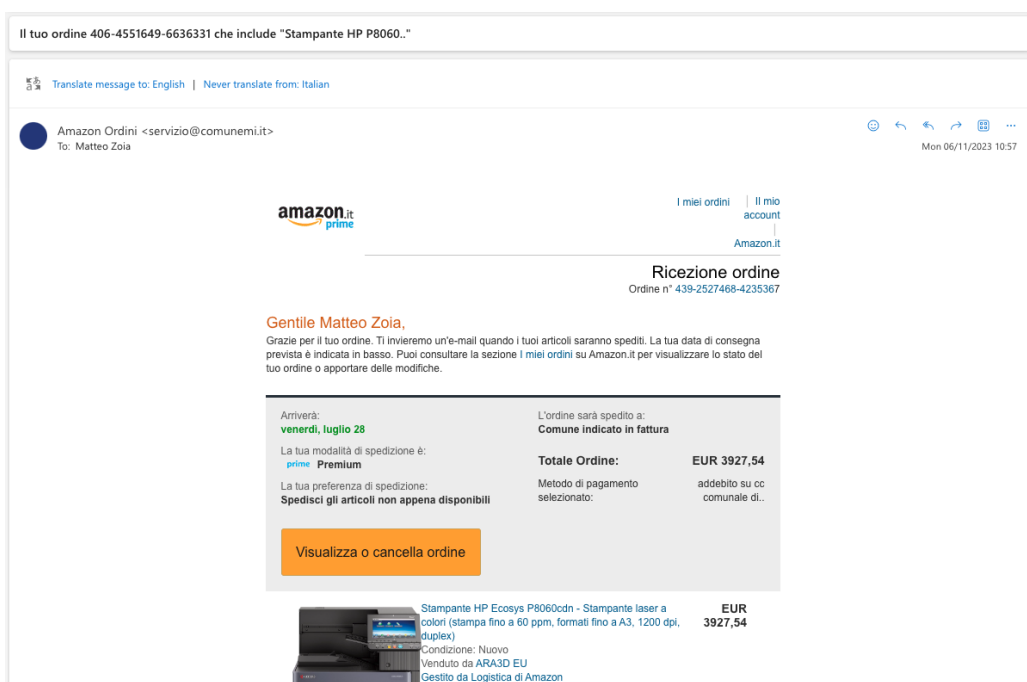 Il tuo ordine 406-4551649-6636331 che include "Stampante HP P8060.."
Translate message to: English | Never translate from: Italian
Amazon Ordini <servizio@comunemi.it>
To: Matteo Zoia
Mon 06/11/2023 10:57
amazon.it
prime
I miei ordini | Il mio
account
|
Amazon.it
Ricezione ordine
Ordine n° 439-2527468-4235367
Gentile Matteo Zoia,
Grazie per il tuo ordine. Ti invieremo un'e-mail quando i tuoi articoli saranno spediti. La tua data di consegna
prevista è indicata in basso. Puoi consultare la sezione I miei ordini su Amazon.it per visualizzare lo stato del
tuo ordine o apportare delle modifiche.
Arriverà:
venerdì, luglio 28
La tua modalità di spedizione è:
prime Premium
La tua preferenza di spedizione:
Spedisci gli articoli non appena disponibili
L'ordine sarà spedito a:
Comune indicato in fattura
Totale Ordine: EUR 3927,54
Metodo di pagamento addebito su cc
selezionato: comunale di..
Visualizza o cancella ordine
Stampante HP Ecosys P8060cdn - Stampante laser a
colori (stampa fino a 60 ppm, formati fino a A3, 1200 dpi,
duplex)
Condizione: Nuovo
Venduto da ARA3D EU
Gestito da Logistica di Amazon
EUR
3927,54